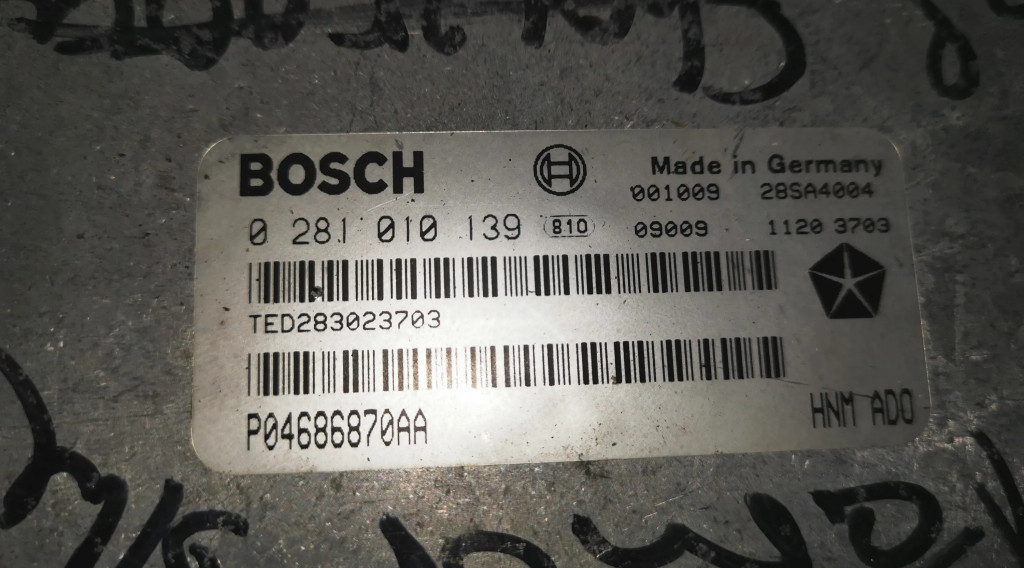 BOSCH
Made in Germany
001009 28SA4004
0 281 010 139 810 09009 1120 3703
TED283023703
P04686870AA
HNM ADO